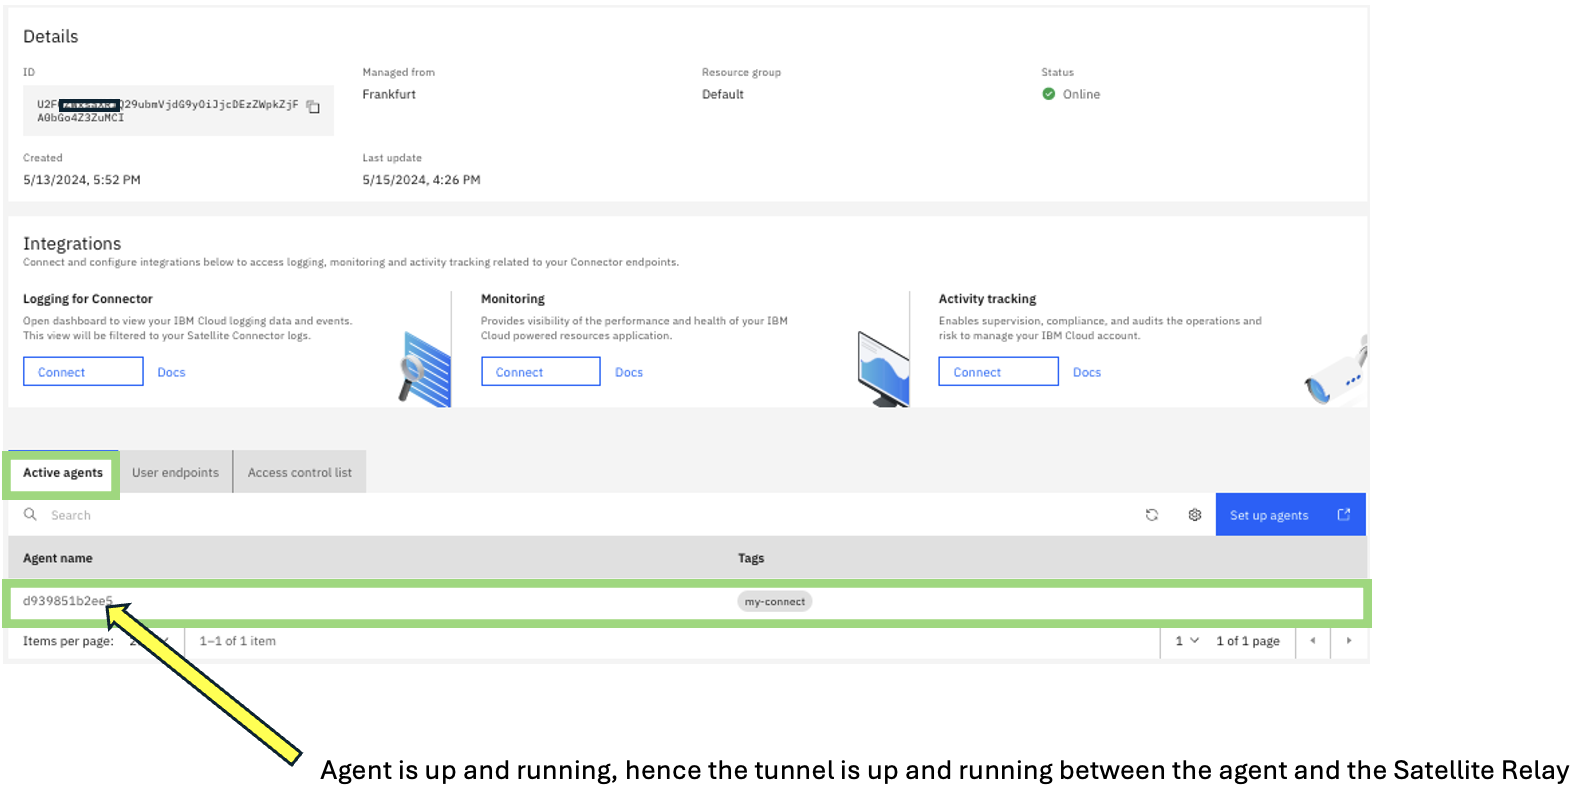 Details
ID
Managed from
Resource group
Status
U2F Q29ubmVjdG9yOiJjcDEzZWpkZjF
A0bGo4Z3ZuMCI
Frankfurt
Default
Online
Created
Last update
5/13/2024, 5:52 PM
5/15/2024, 4:26 PM
Integrations
Connect and configure integrations below to access logging, monitoring and activity tracking related to your Connector endpoints.
Logging for Connector
Open dashboard to view your IBM Cloud logging data and events.
This view will be filtered to your Satellite Connector logs.
Connect
Docs
Monitoring
Provides visibility of the performance and health of your IBM
Cloud powered resources application.
Connect
Docs
Activity tracking
Enables supervision, compliance, and audits the operations and
risk to manage your IBM Cloud account.
Connect
Docs
Active agents
User endpoints
Access control list
Search
Set up agents
Agent name
Tags
d939851b2ee5
my-connect
Items per page:
1–1 of 1 item
1
1 of 1 page
Agent is up and running, hence the tunnel is up and running between the agent and the Satellite Relay